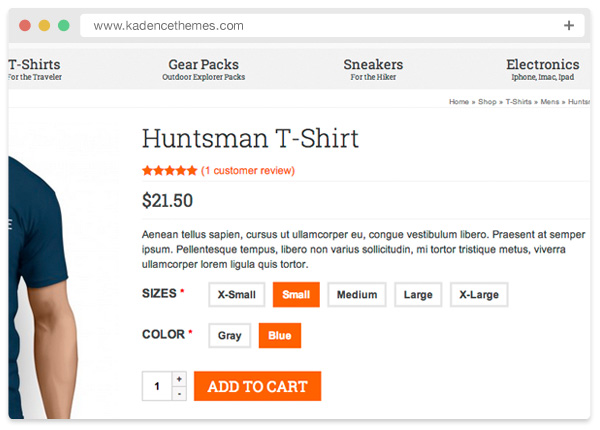 www.kadencethemes.com +
T-Shirts Gear Packs Sneakers Electronics
For the Traveler Outdoor Explorer Packs For the Hiker Iphone, Imac, Ipad
Home » Shop » T-Shirts » Mens » Hunts
Huntsman T-Shirt
(1 customer review)
$21.50
Aenean tellus sapien, cursus ut ullamcorper eu, congue vestibulum libero. Praesent at semper
ipsum. Pellentesque tempus, libero non varius sollicitudin, mi tortor tristique metus, viverra
ullamcorper lorem ligula quis tortor.
SIZES * X-Small Small Medium Large X-Large
COLOR * Gray Blue
1 + -
ADD TO CART